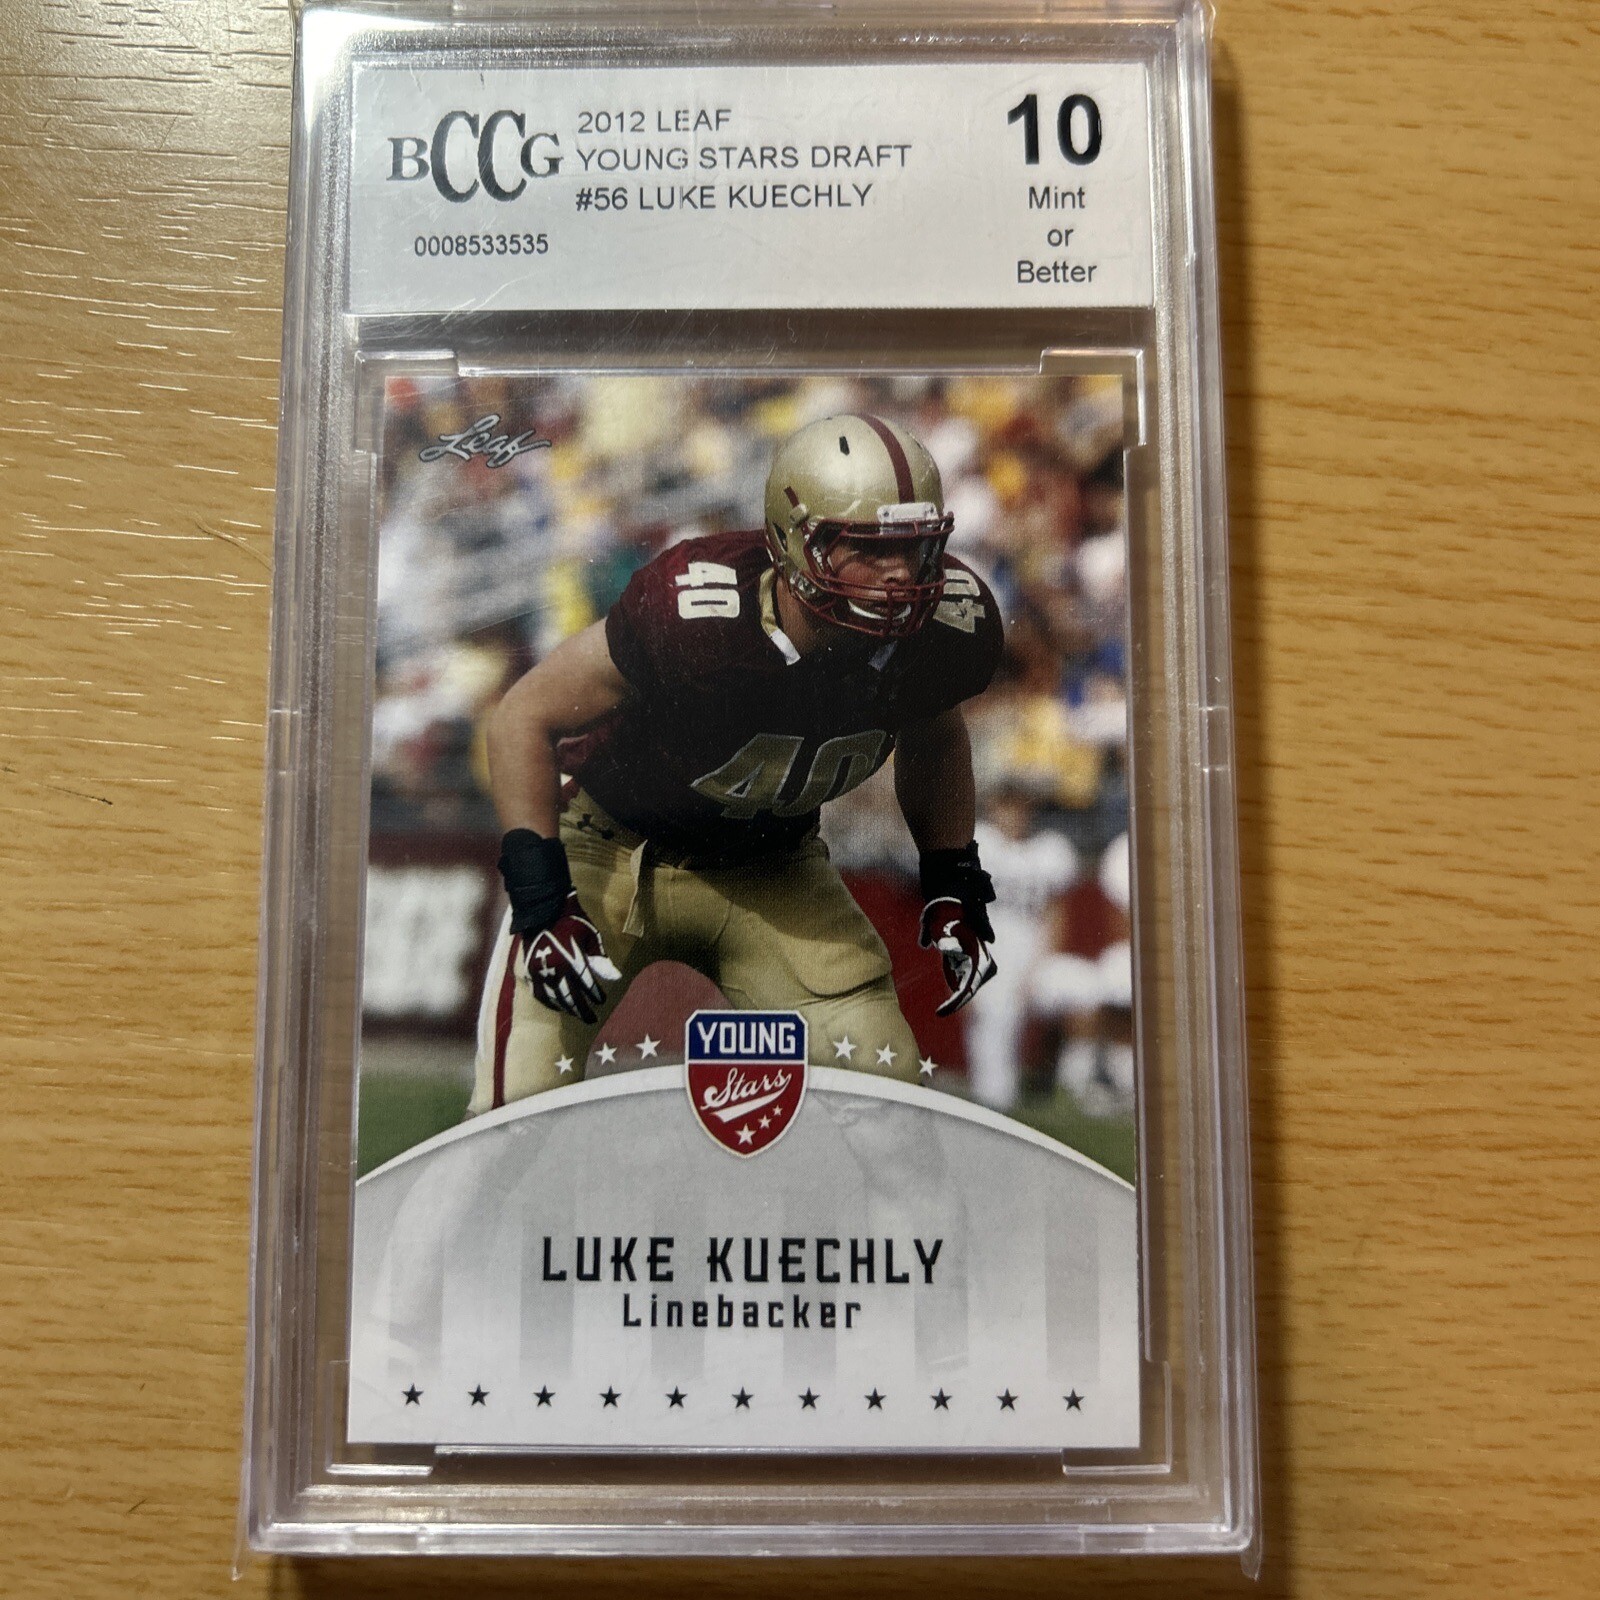 BCCG
2012 LEAF
YOUNG STARS DRAFT
#56 LUKE KUECHLY
0008533535
10
Mint
or
Better
Leaf
40
40
40
YOUNG
Stars
LUKE KUECHLY
Linebacker